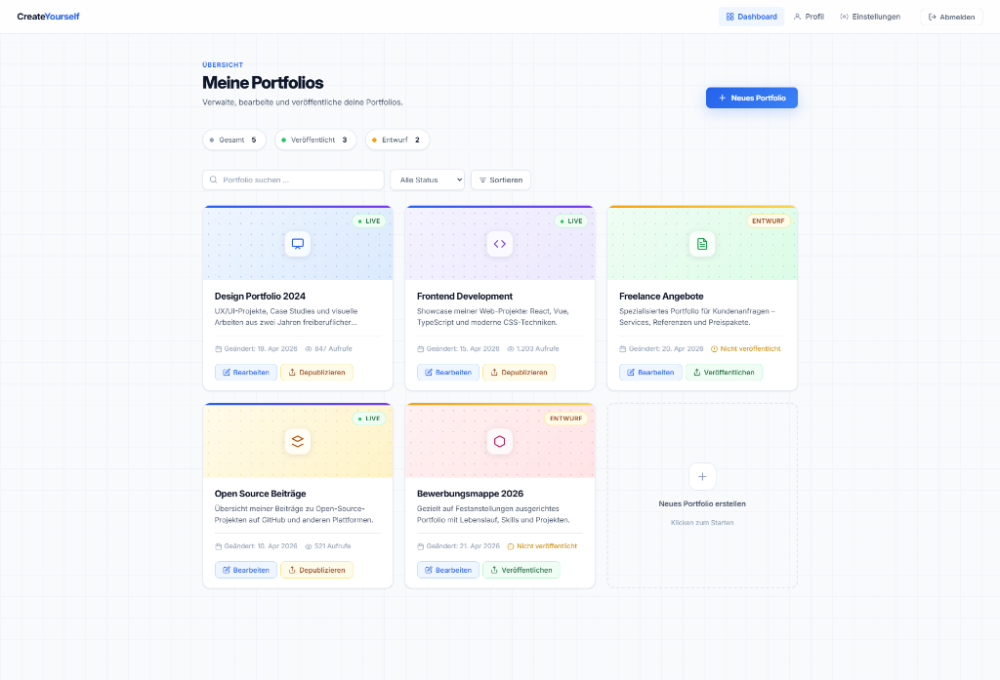 CreateYourself
Dashboard
Profil
Einstellungen
Abmelden
ÜBERSICHT
Meine Portfolios
Verwalte, bearbeite und veröffentliche deine Portfolios.
Neues Portfolio
Gesamt 5
Veröffentlicht 3
Entwurf 2
Portfolio suchen ...
Alle Status
Sortieren
LIVE
Design Portfolio 2024
UX/UI-Projekte, Case Studies und visuelle
Arbeiten aus zwei Jahren freiberuflicher...
Geändert: 19. Apr 2026 847 Aufrufe
Bearbeiten Depublizieren
LIVE
Frontend Development
Showcase meiner Web-Projekte: React, Vue,
TypeScript und moderne CSS-Techniken.
Geändert: 15. Apr 2026 1.203 Aufrufe
Bearbeiten Depublizieren
ENTWURF
Freelance Angebote
Spezialisiertes Portfolio für Kundenanfragen –
Services, Referenzen und Preispakete.
Geändert: 20. Apr 2026 Nicht veröffentlicht
Bearbeiten Veröffentlichen
LIVE
Open Source Beiträge
Übersicht meiner Beiträge zu Open-Source-
Projekten auf GitHub und anderen Plattformen.
Geändert: 10. Apr 2026 521 Aufrufe
Bearbeiten Depublizieren
ENTWURF
Bewerbungsmappe 2026
Gezielt auf Festanstellungen ausgerichtes
Portfolio mit Lebenslauf, Skills und Projekten.
Geändert: 21. Apr 2026 Nicht veröffentlicht
Bearbeiten Veröffentlichen
Neues Portfolio erstellen
Klicken zum Starten